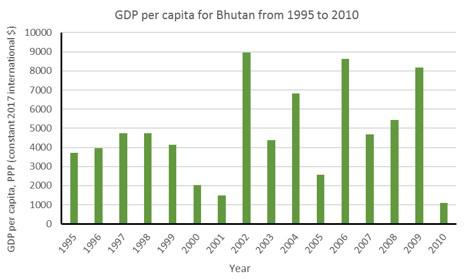 GDP per capita for Bhutan from 1995 to 2010
GDP per capita, PPP (constant 2017 international $)
10000
9000
8000
7000
6000
5000
4000
3000
2000
1000
0
1995 1996 1997 1998 1999 2000 2001 2002 2003 2004 2005 2006 2007 2008 2009 2010
Year